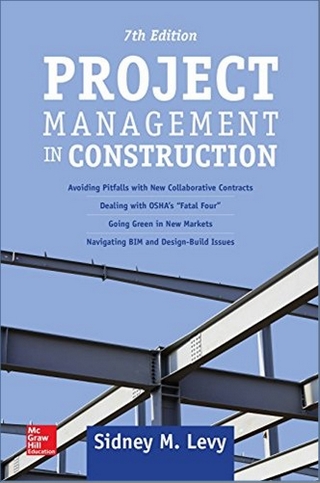 7th Edition
PROJECT
MANAGEMENT
IN CONSTRUCTION
Avoiding Pitfalls with New Collaborative Contracts
Dealing with OSHA's "Fatal Four"
Going Green in New Markets
Navigating BIM and Design-Build Issues
Mc
Graw
Hill
Education
Sidney M. Levy